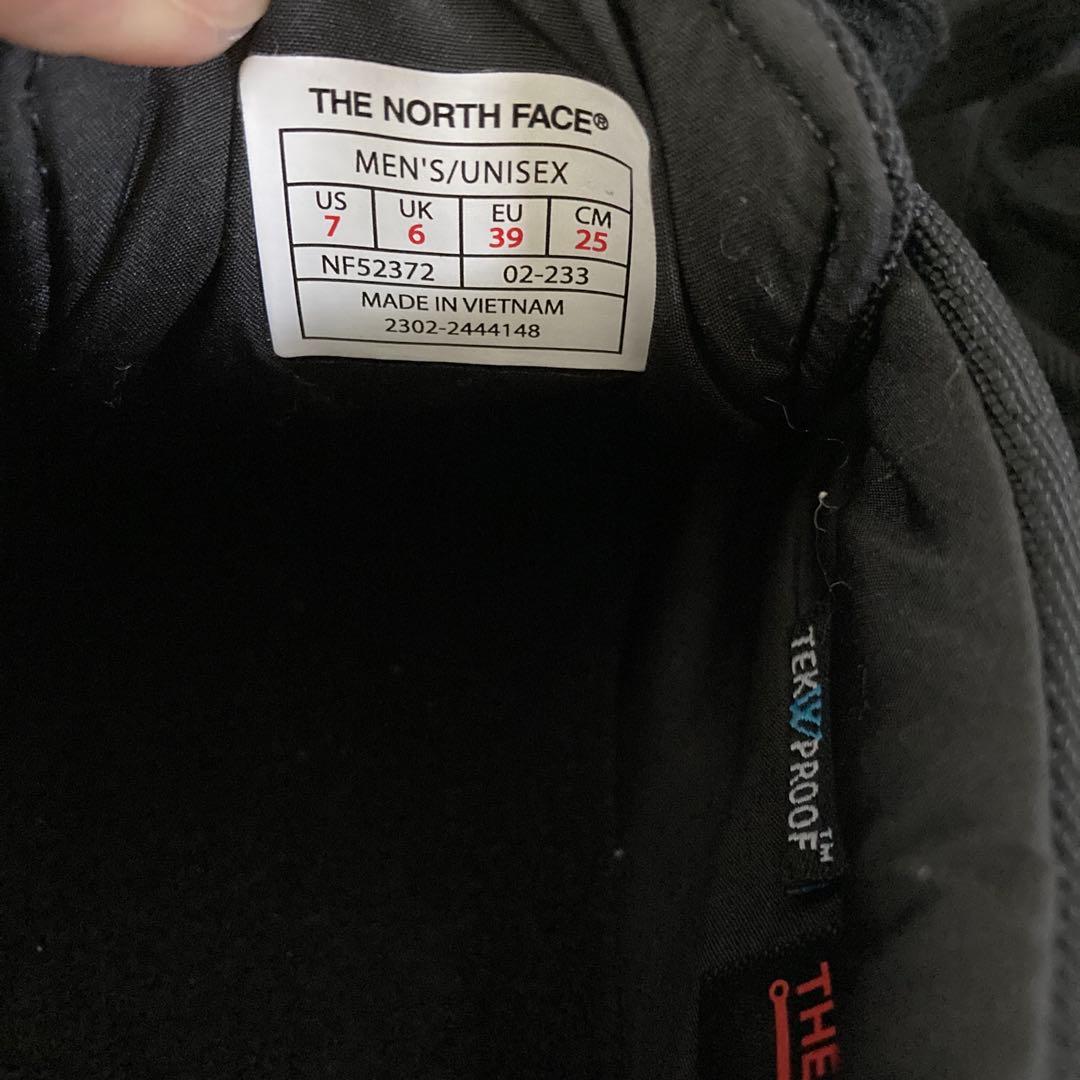 THE NORTH FACE®
MEN'S/UNISEX
US UK EU CM
7 6 39 25
NF52372 02-233
MADE IN VIETNAM
2302-2444148
TEKWPROOF™
THE